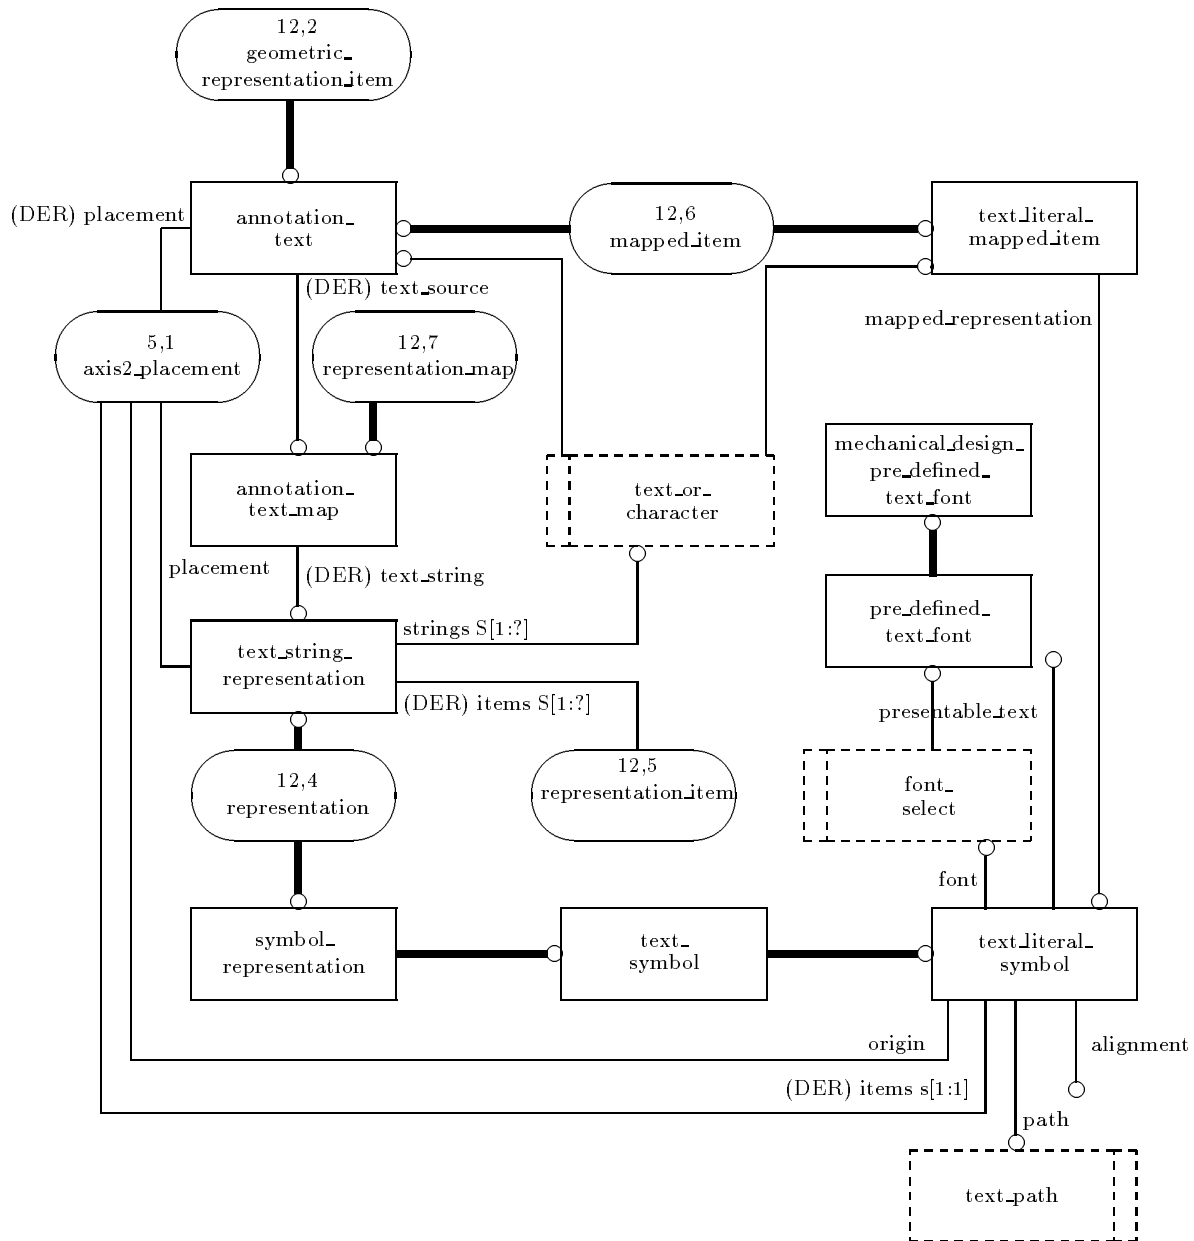 12,2
geometric_
representation_item
(DER) placement
annotation_
text
12,6
mapped_item
text_literal_
mapped_item
(DER) text_source
mapped_representation
5,1
axis2_placement
12,7
representation_map
mechanical_design_
pre_defined_
text_font
annotation_
text_map
text_or_
character
placement
(DER) text_string
pre_defined_
text_font
strings S[1:?]
text_string_
representation
(DER) items S[1:?]
presentable_text
12,4
representation
12,5
representation_item
font_
select
font
symbol_
representation
text_
symbol
text_literal_
symbol
origin
alignment
(DER) items s[1:1]
path
text_path